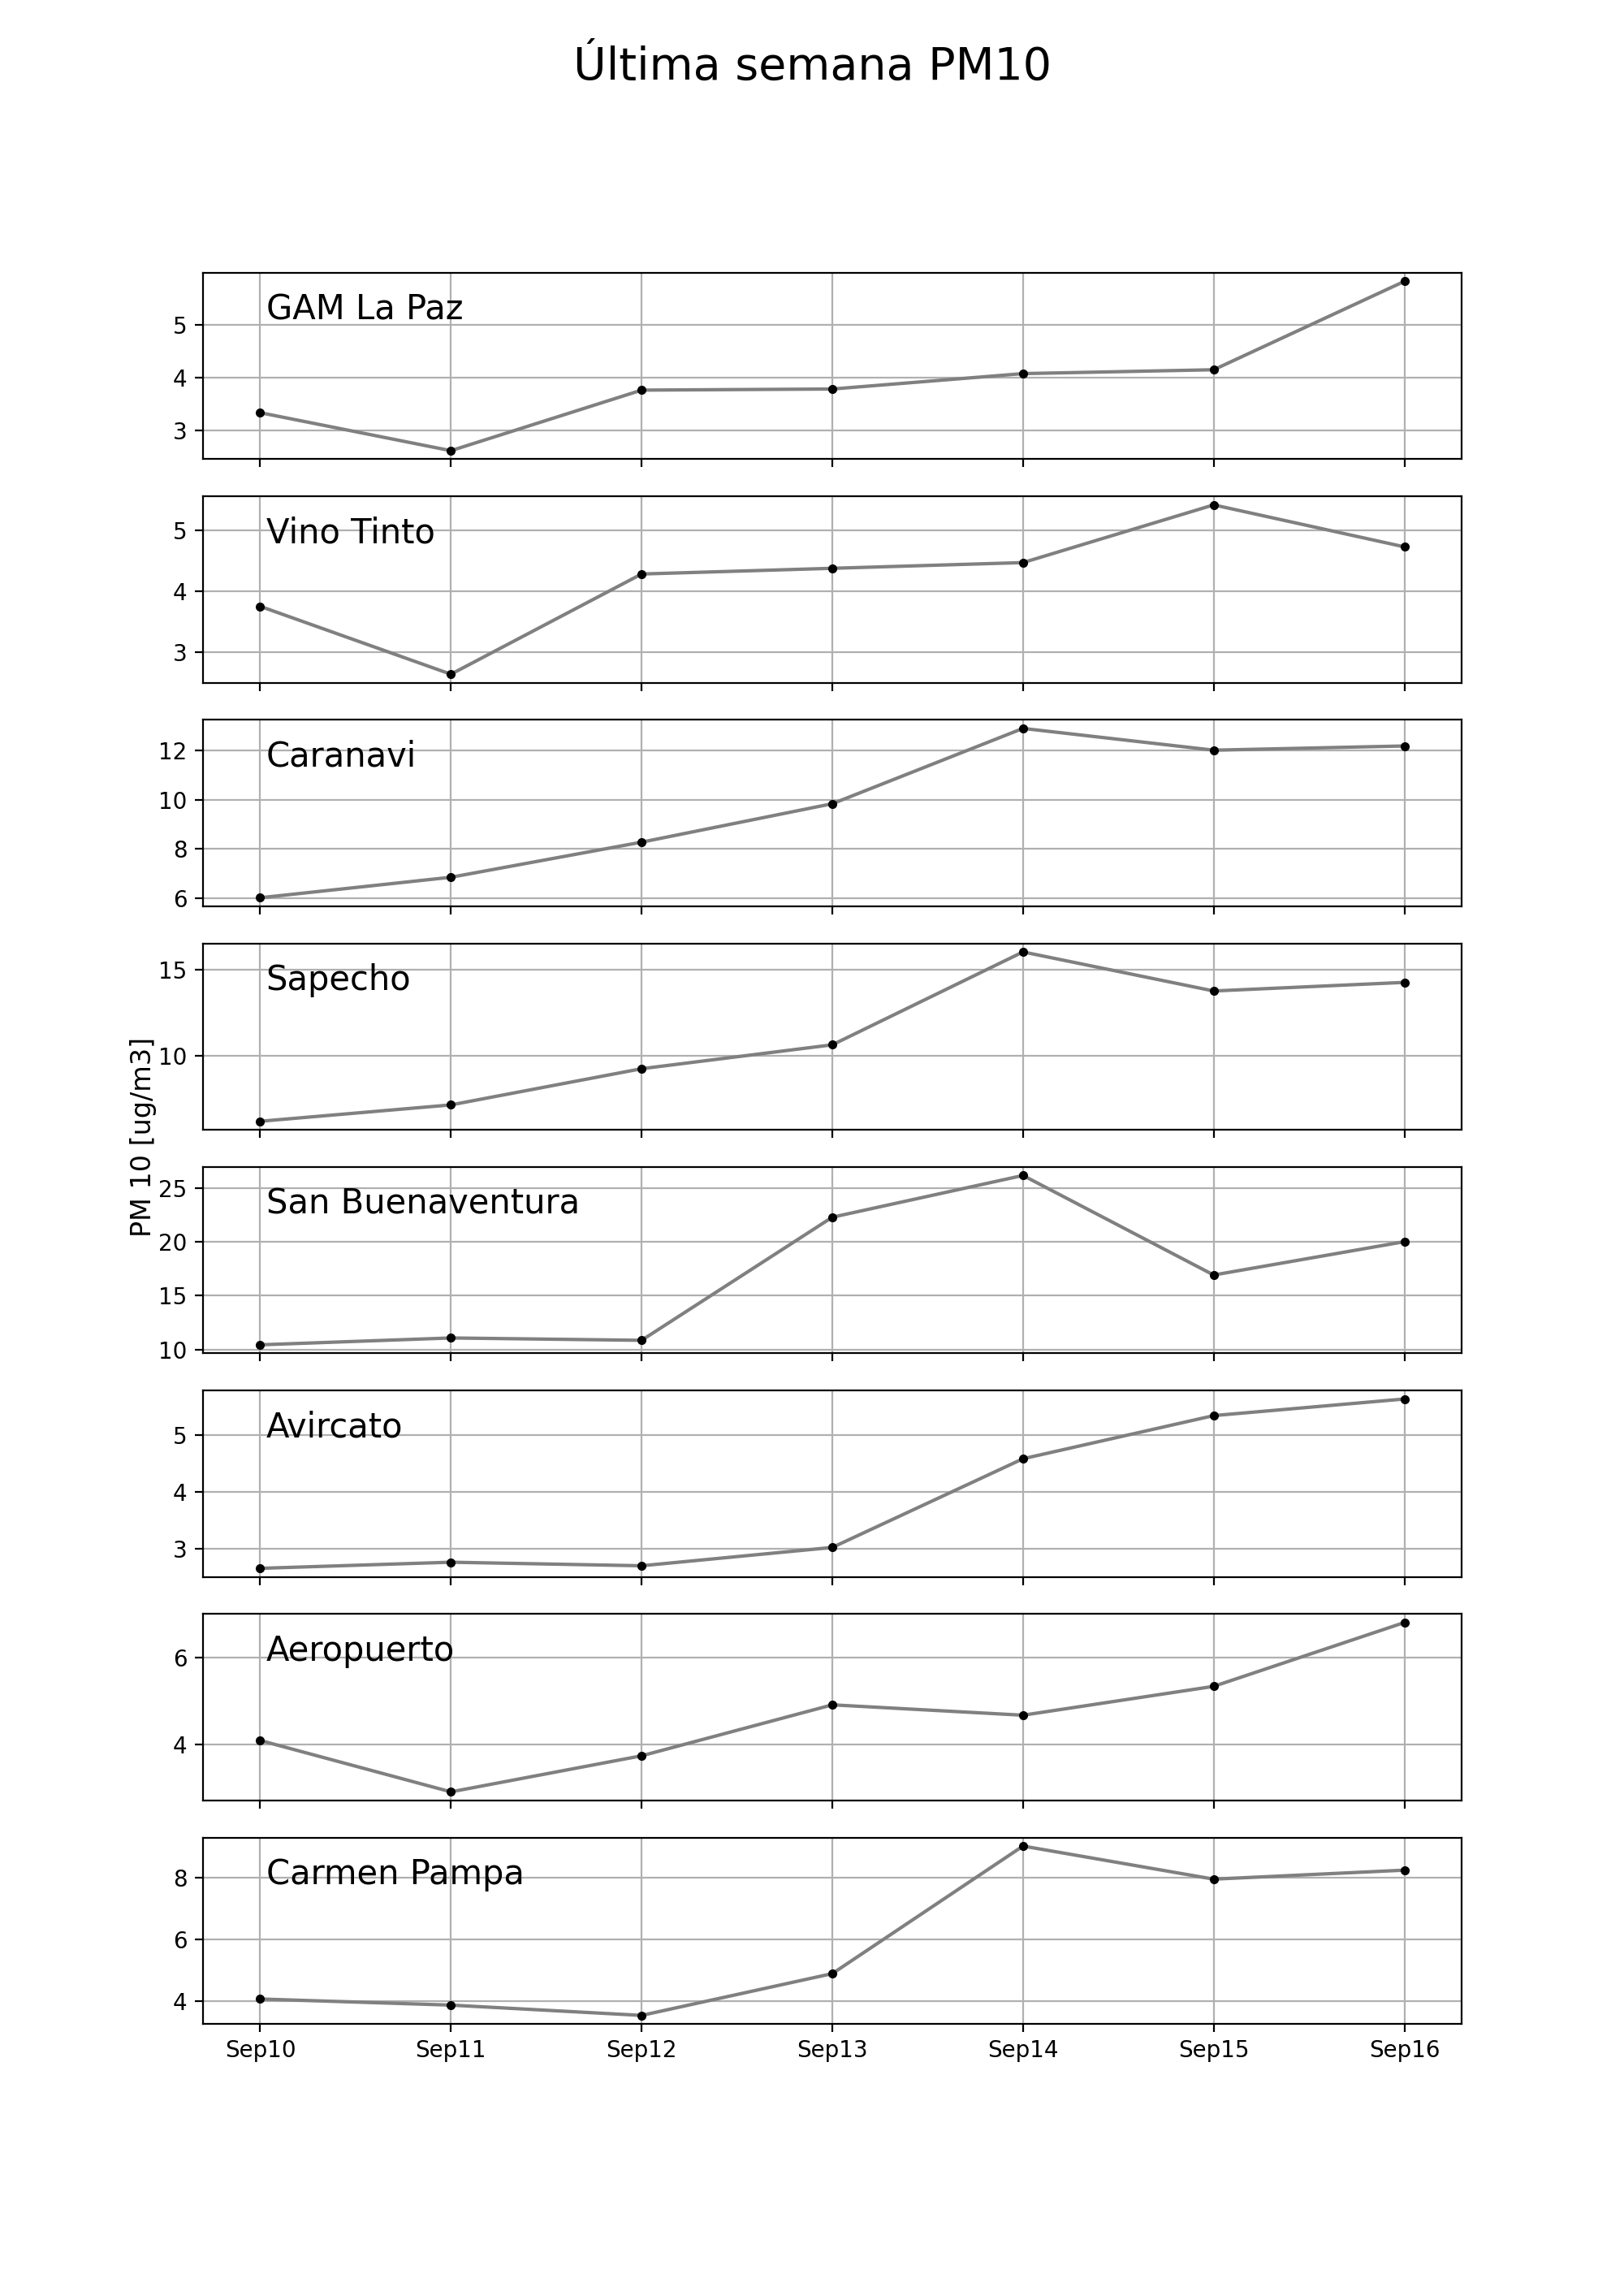 Última semana PM10
GAM La Paz
5
4
3
Vino Tinto
5
4
3
Caranavi
12
10
8
6
Sapecho
15
10
PM 10 [ug/m3]
San Buenaventura
25
20
15
10
Avircato
5
4
3
Aeropuerto
6
4
Carmen Pampa
8
6
4
Sep10 Sep11 Sep12 Sep13 Sep14 Sep15 Sep16